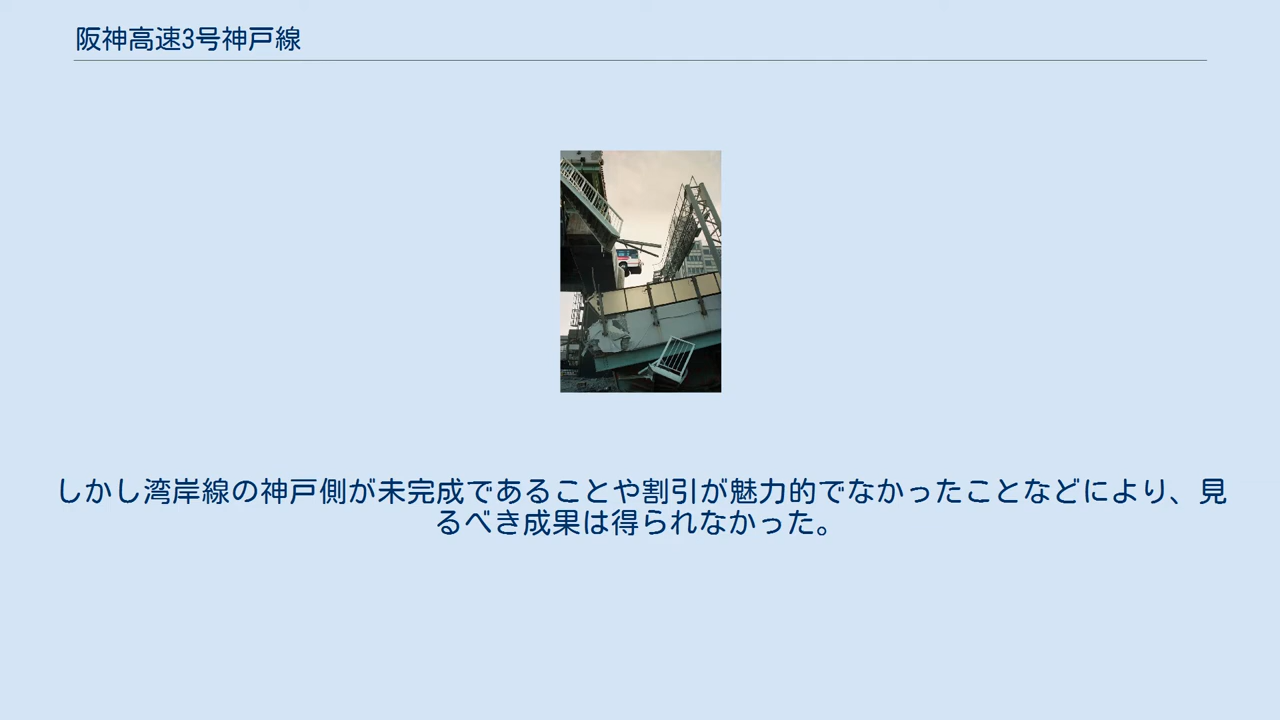 阪神高速3号神戸線
しかし湾岸線の神戸側が未完成であることや割引が魅力的でなかったことなどにより、見
るべき成果は得られなかった。